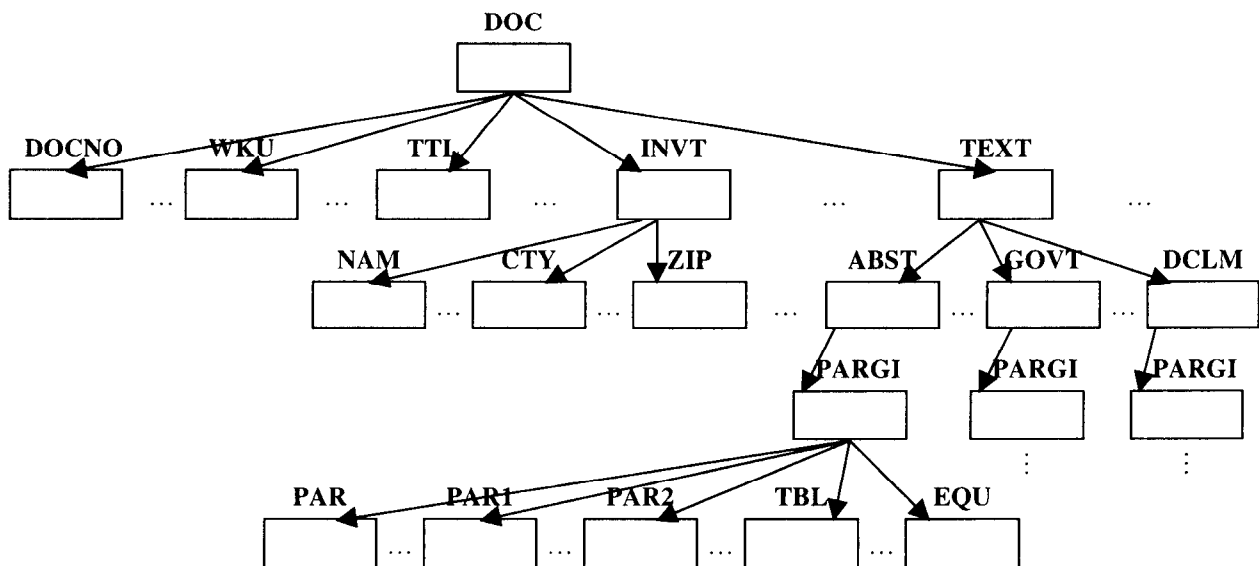 DOC
DOCNO WKU TTL INVT TEXT
... ... ... ... ...
NAM CTY ZIP ABST GOVT DCLM
... ... ... ... ...
PARGI PARGI PARGI
⋮ ⋮
PAR PAR1 PAR2 TBL EQU
... ... ... ...